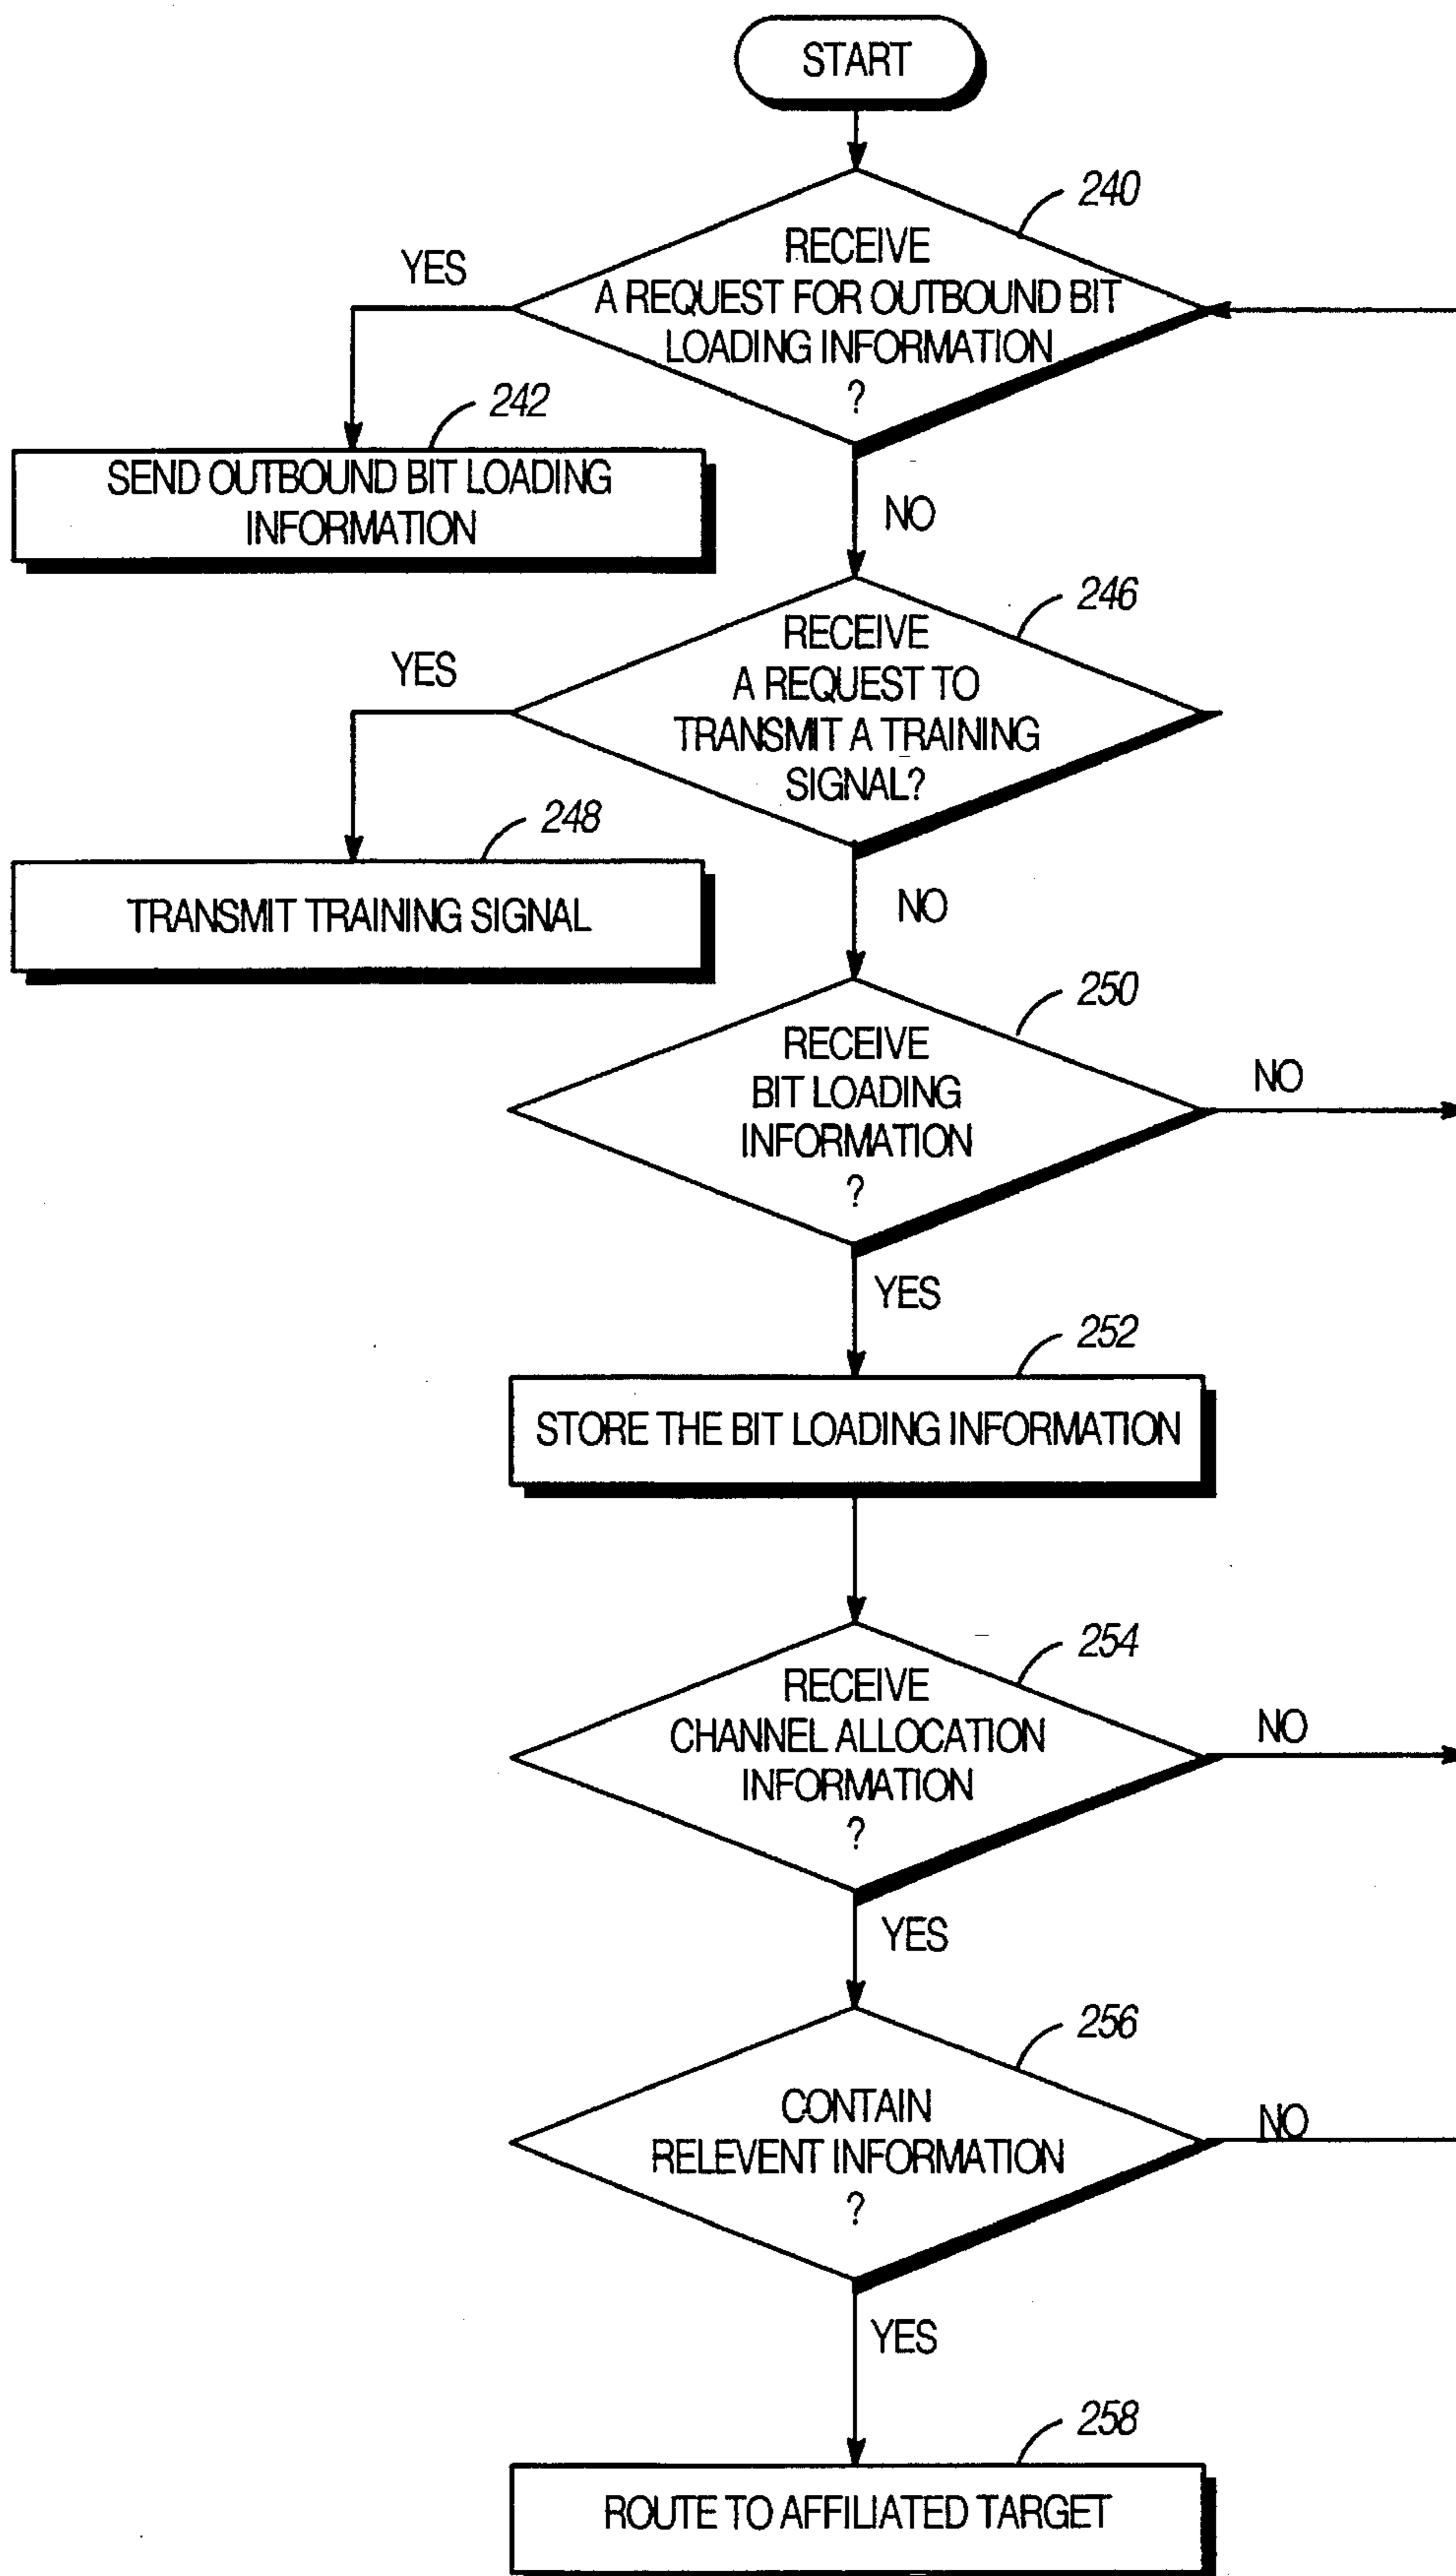 START
240
RECEIVE
A REQUEST FOR OUTBOUND BIT
LOADING INFORMATION
?
YES
242
SEND OUTBOUND BIT LOADING
INFORMATION
NO
246
RECEIVE
A REQUEST TO
TRANSMIT A TRAINING
SIGNAL?
YES
248
TRANSMIT TRAINING SIGNAL
NO
250
RECEIVE
BIT LOADING
INFORMATION
?
NO
YES
252
STORE THE BIT LOADING INFORMATION
254
RECEIVE
CHANNEL ALLOCATION
INFORMATION
?
NO
YES
256
CONTAIN
RELEVENT INFORMATION
?
NO
YES
258
ROUTE TO AFFILIATED TARGET